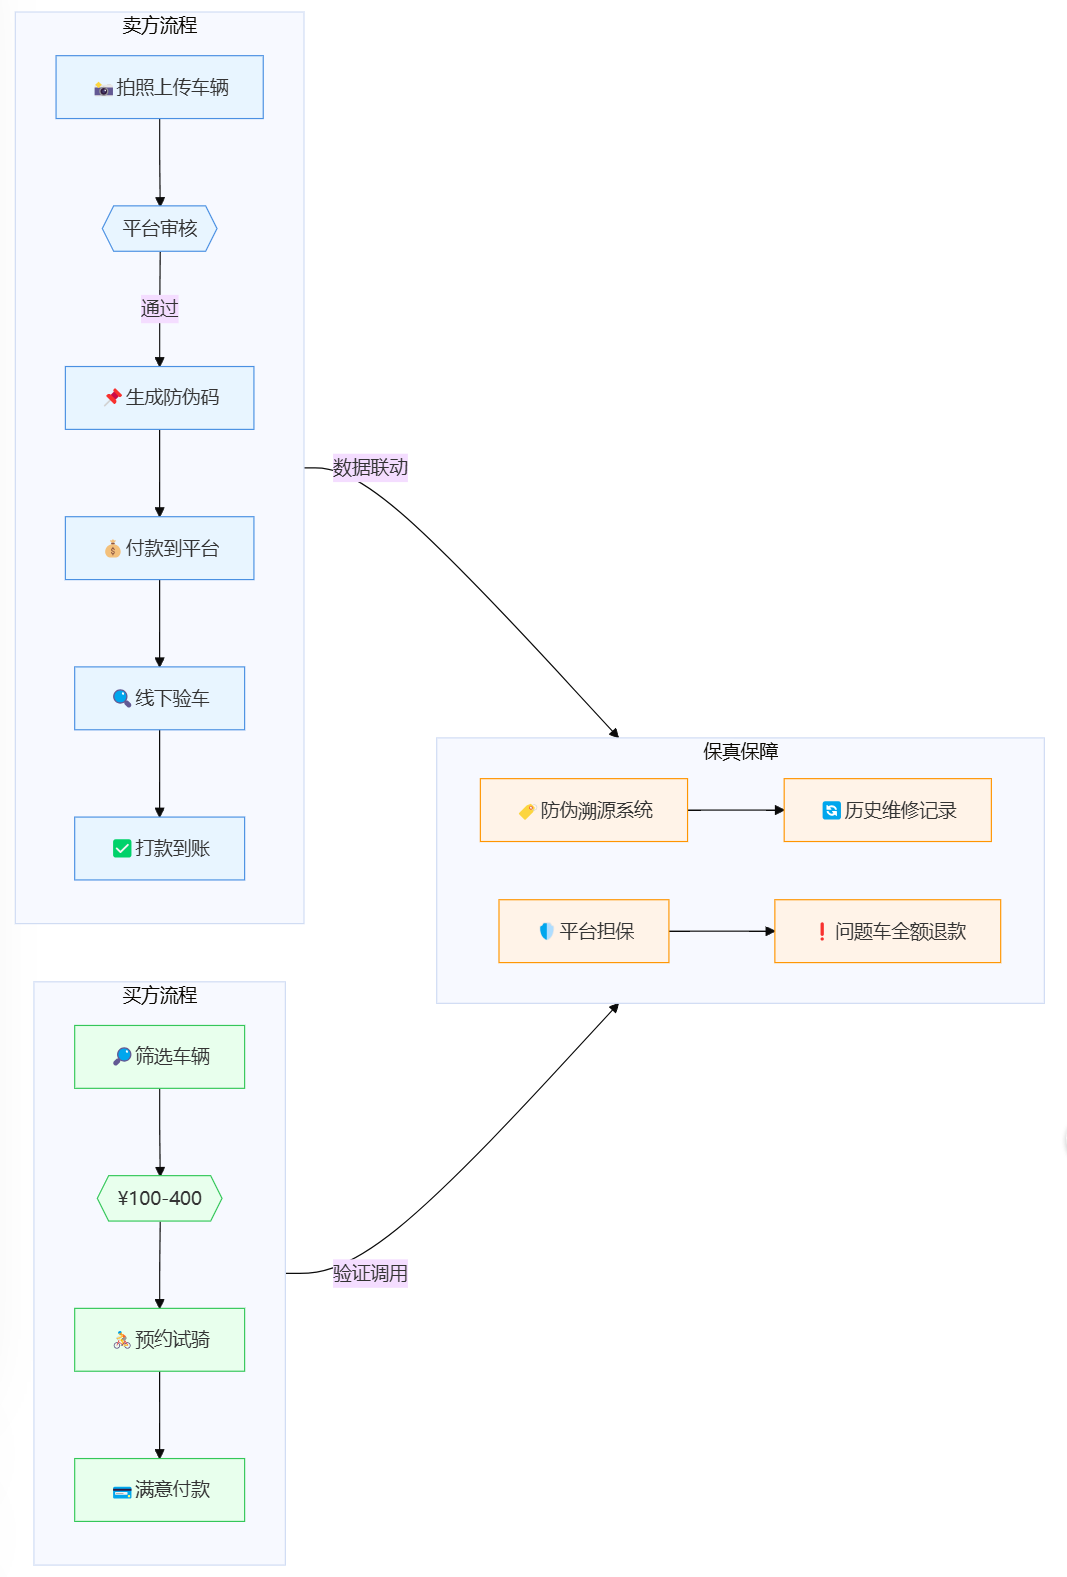 卖方流程
拍照上传车辆
平台审核
通过
生成防伪码
付款到平台
线下验车
打款到账
数据联动
保真保障
防伪溯源系统
历史维修记录
平台担保
问题车全额退款
买方流程
筛选车辆
¥100-400
预约试骑
满意付款
验证调用